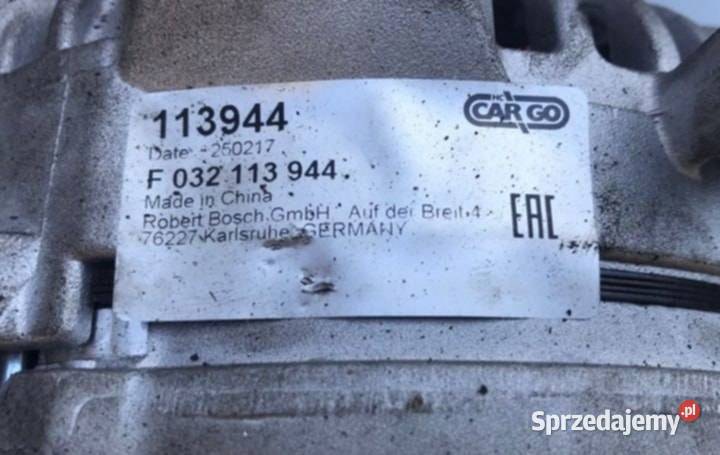 113944
HC
CARGO
Date - 250217
F 032 113 944
Made in China
Robert Bosch GmbH Auf der Breit 4
76227 Karlsruhe, GERMANY
EAC
Sprzedajemy.pl